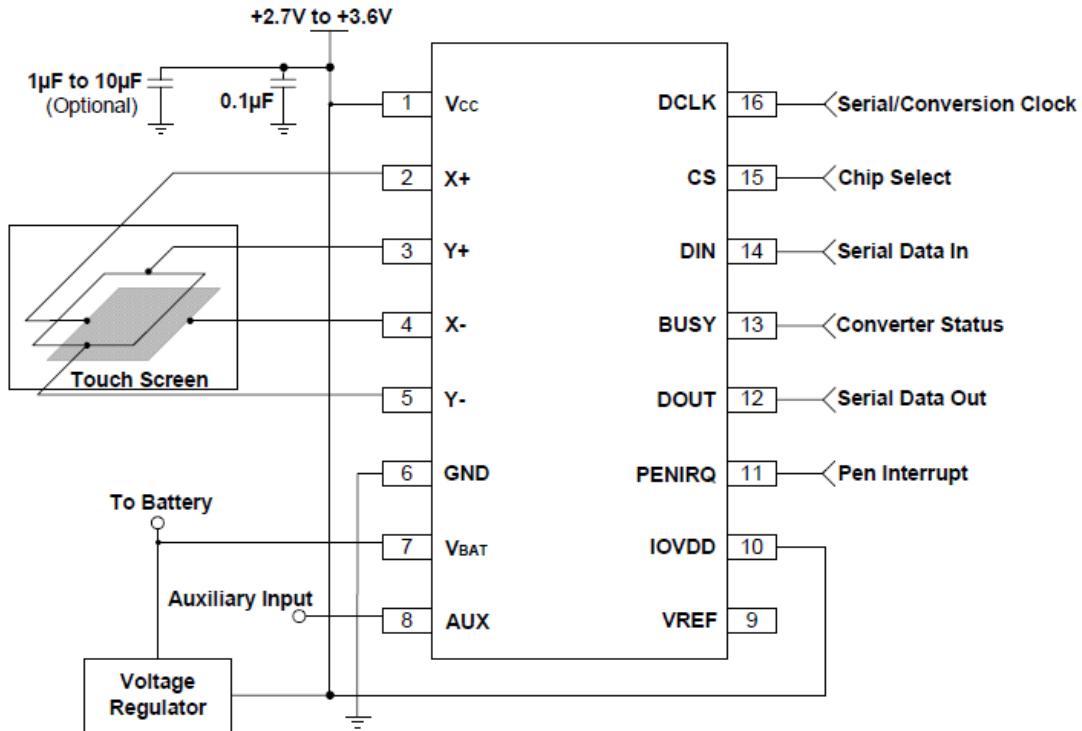 +2.7V to +3.6V
1µF to 10µF
(Optional)
0.1µF
1 Vcc DCLK 16 Serial/Conversion Clock
2 X+ CS 15 Chip Select
3 Y+ DIN 14 Serial Data In
4 X- BUSY 13 Converter Status
Touch Screen
5 Y- DOUT 12 Serial Data Out
6 GND PENIRQ 11 Pen Interrupt
To Battery
7 VBAT IOVDD 10
Auxiliary Input
8 AUX VREF 9
Voltage
Regulator